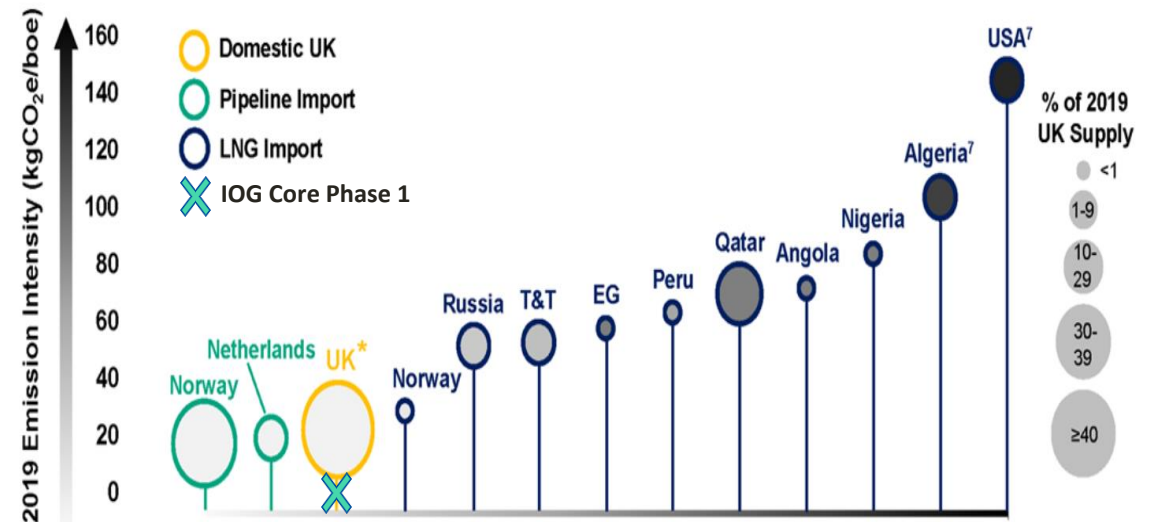 2019 Emisssion Intensity (kgCO₂e/boe)
160
140
120
100
80
60
40
20
0
Domestic UK
Pipeline Import
LNG Import
IOG Core Phase 1
Norway
Netherlands
UK*
Norway
Russia
T&T
EG
Peru
Qatar
Angola
Nigeria
Algeria⁷
USA⁷
% of 2019
UK Supply
<1
1-9
10-
29
30-
39
≥40